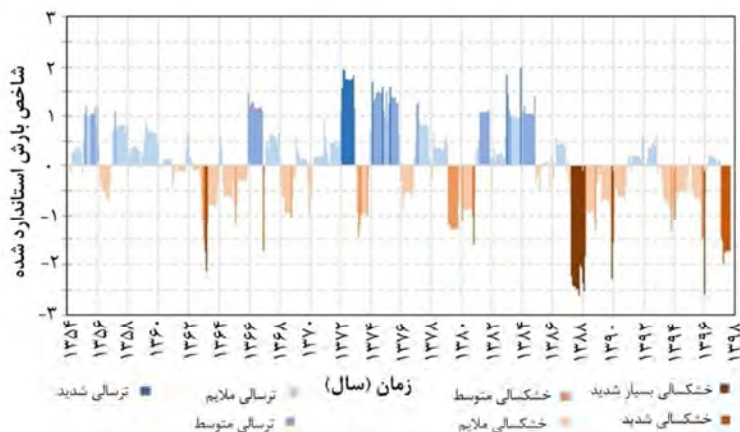 شاخص بارش استاندارد شده
۳
۲
۱
۰
-۱
-۲
-۳
۱۳۵۴ ۱۳۵۶ ۱۳۵۸ ۱۳۶۰ ۱۳۶۲ ۱۳۶۴ ۱۳۶۶ ۱۳۶۸ ۱۳۷۰ ۱۳۷۲ ۱۳۷۴ ۱۳۷۶ ۱۳۷۸ ۱۳۸۰ ۱۳۸۲ ۱۳۸۴ ۱۳۸۶ ۱۳۸۸ ۱۳۹۰ ۱۳۹۲ ۱۳۹۴ ۱۳۹۶ ۱۳۹۸
زمان (سال)
خشکسالی بسیار شدید خشکسالی متوسط ترسالی ملایم ترسالی شدید
خشکسالی شدید خشکسالی ملایم ترسالی متوسط